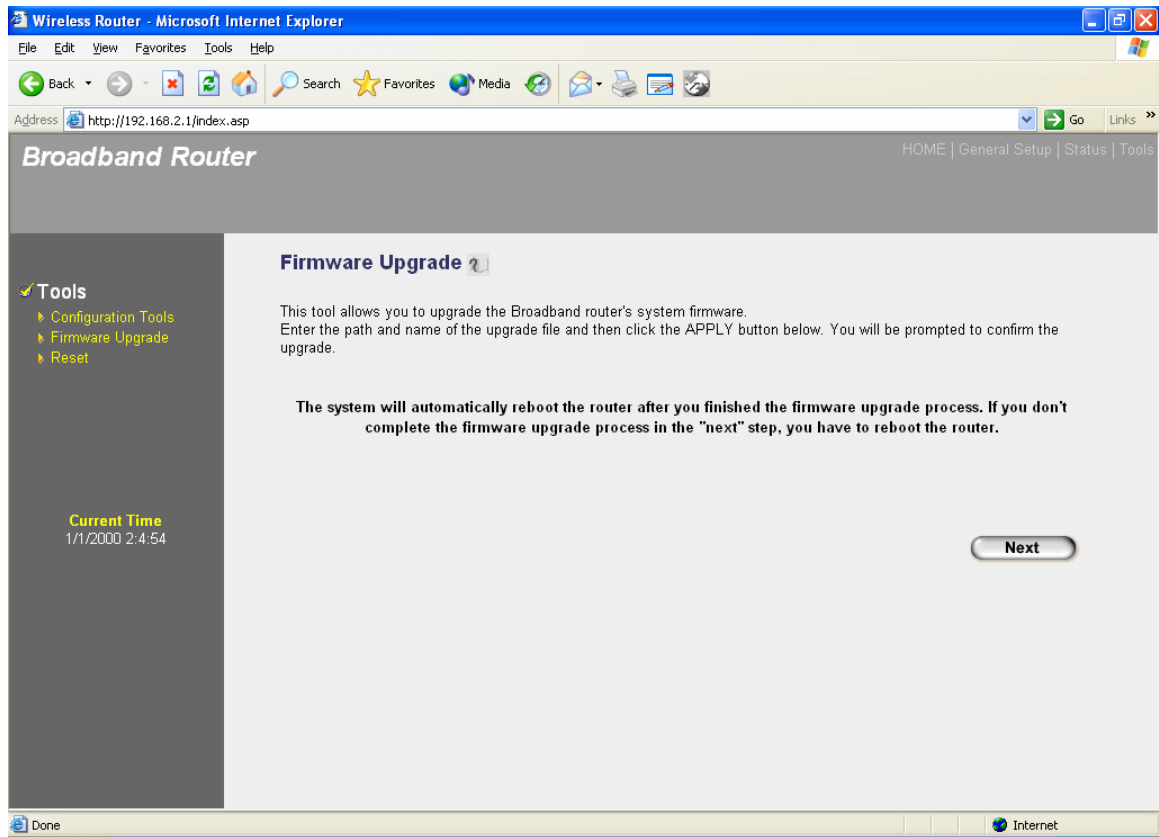 Wireless Router - Microsoft Internet Explorer
File Edit View Favorites Tools Help
Back Search Favorites Media
Address http://192.168.2.1/index.asp Go Links »
Broadband Router
HOME | General Setup | Status | Tools
Tools
Configuration Tools
Firmware Upgrade
Reset
Current Time
1/1/2000 2:4:54
Firmware Upgrade
This tool allows you to upgrade the Broadband router's system firmware.
Enter the path and name of the upgrade file and then click the APPLY button below. You will be prompted to confirm the
upgrade.
The system will automatically reboot the router after you finished the firmware upgrade process. If you don't
complete the firmware upgrade process in the "next" step, you have to reboot the router.
Next
Done
Internet